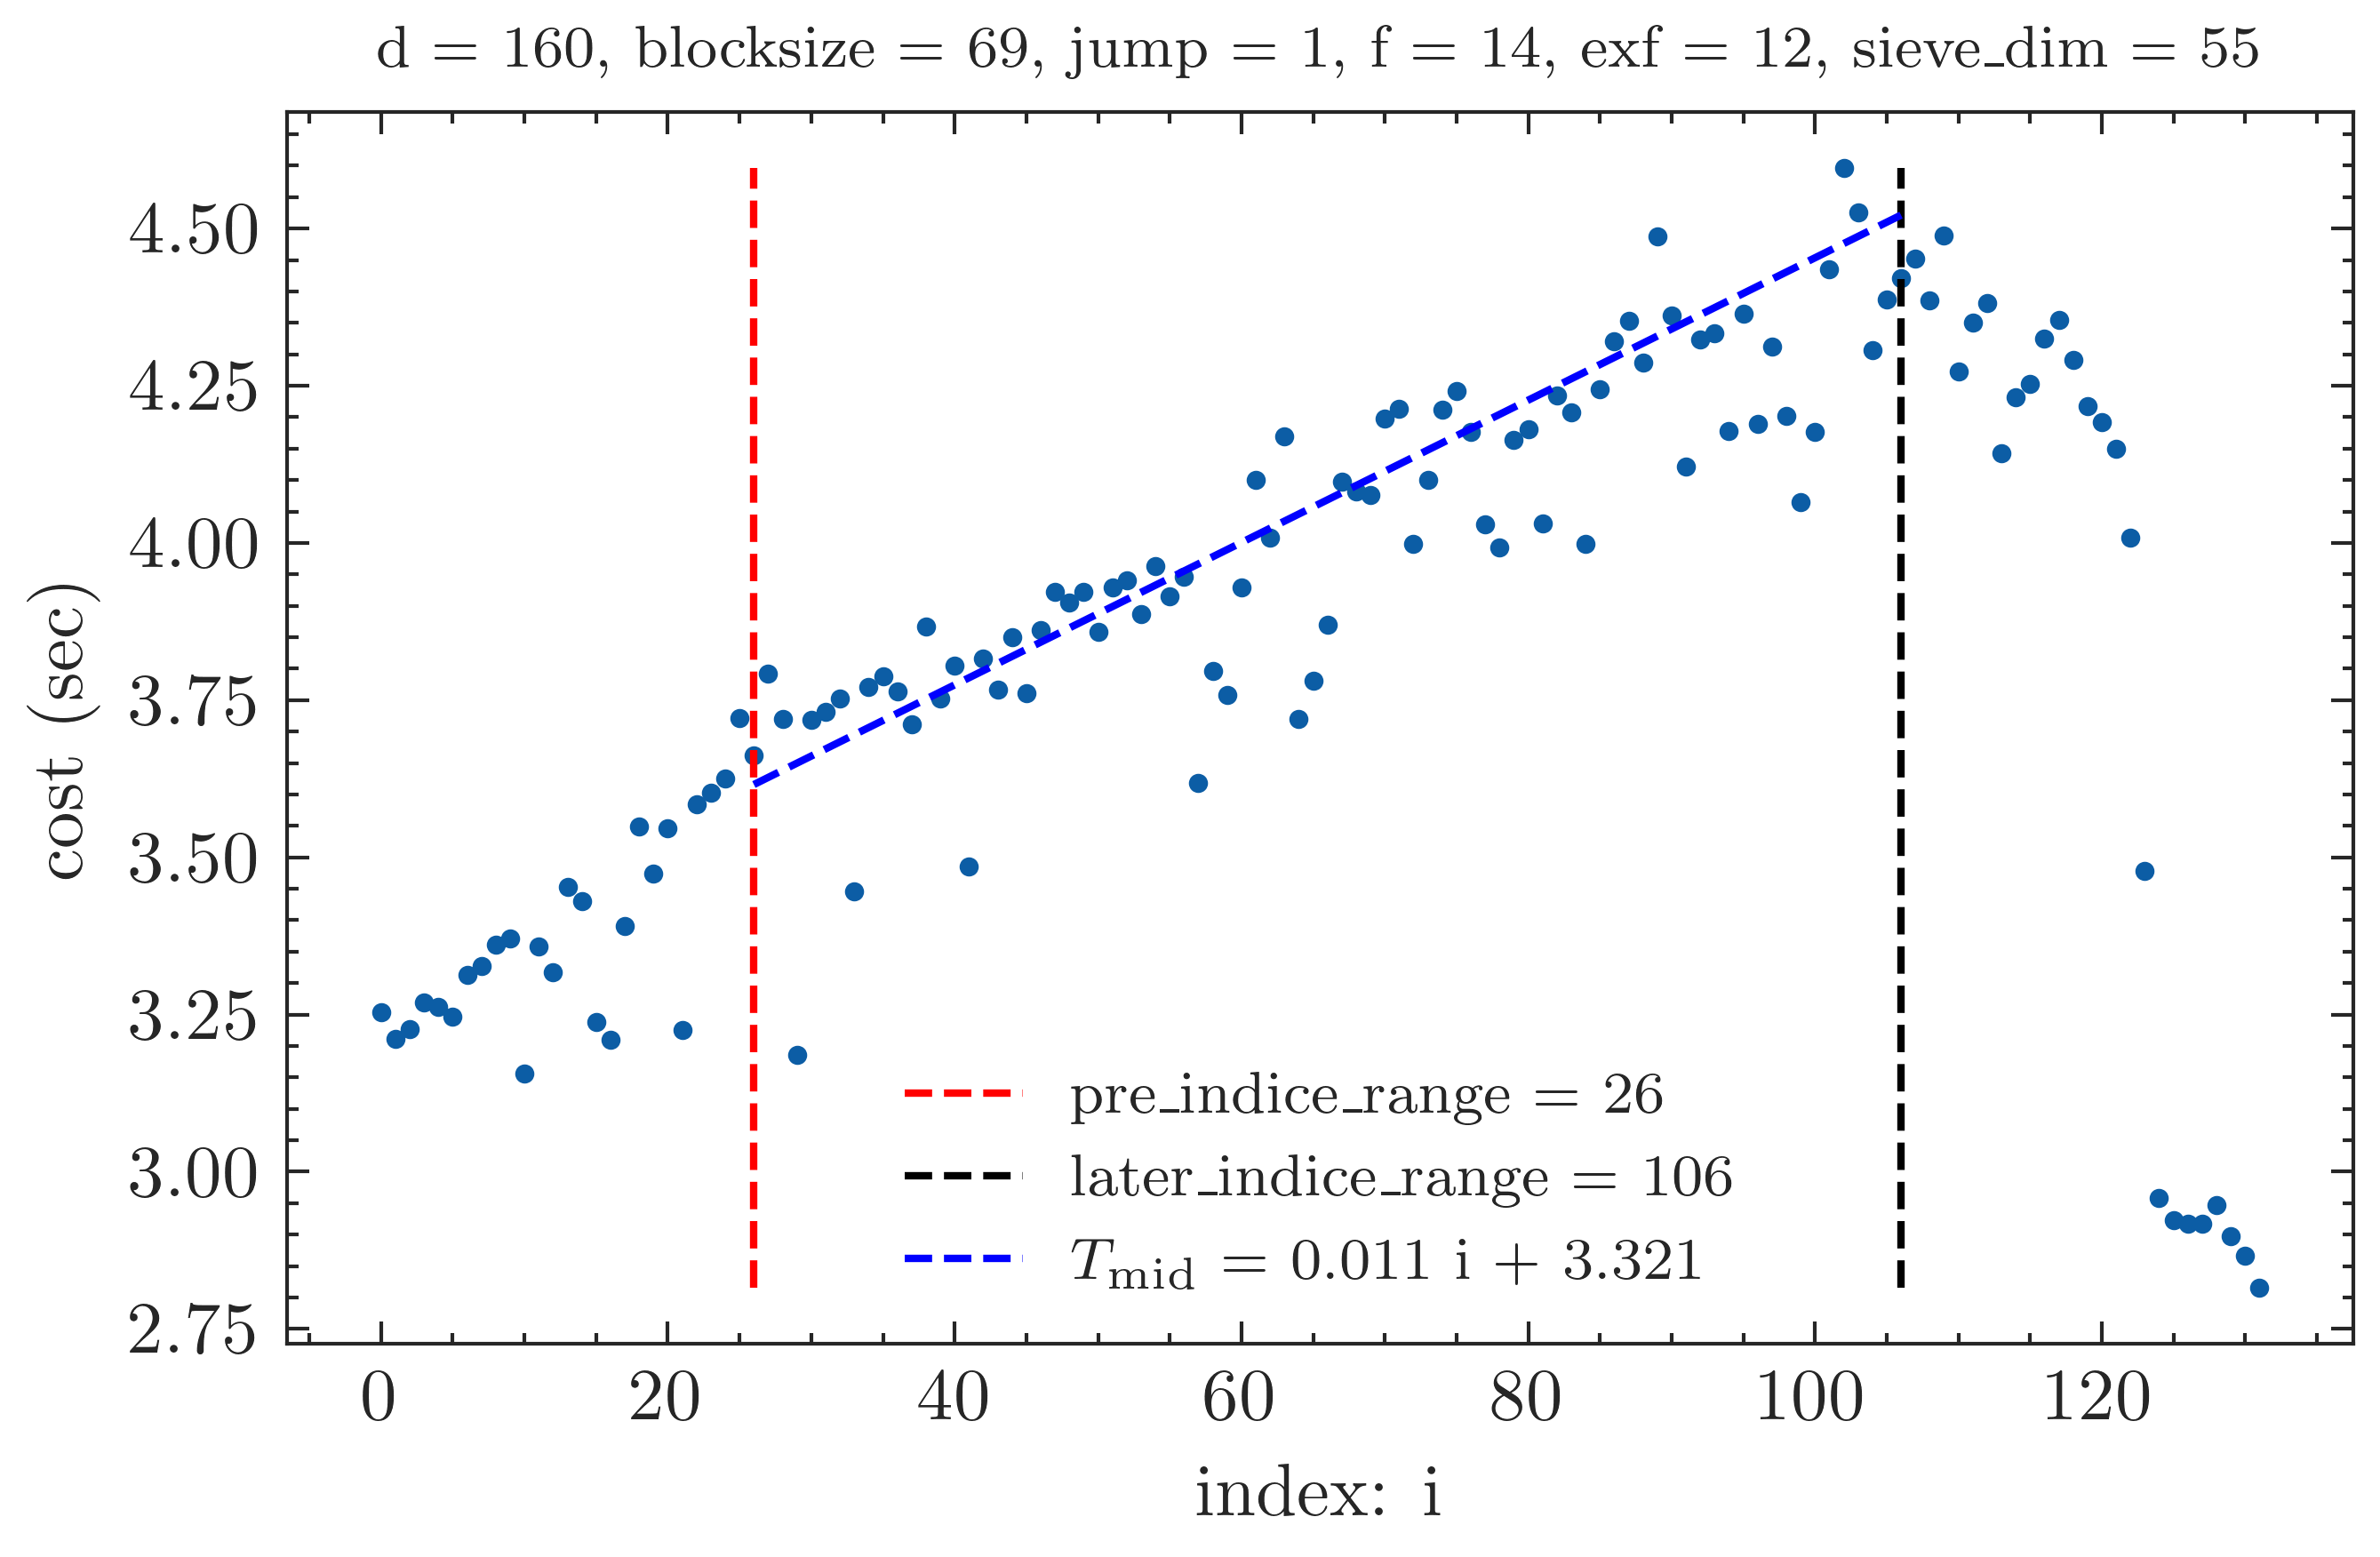 d = 160, blocksize = 69, jump = 1, f = 14, exf = 12, sieve_dim = 55
cost (sec)
4.50
4.25
4.00
3.75
3.50
3.25
3.00
2.75
pre_indice_range = 26
later_indice_range = 106
T_mid = 0.011 i + 3.321
0 20 40 60 80 100 120
index: i